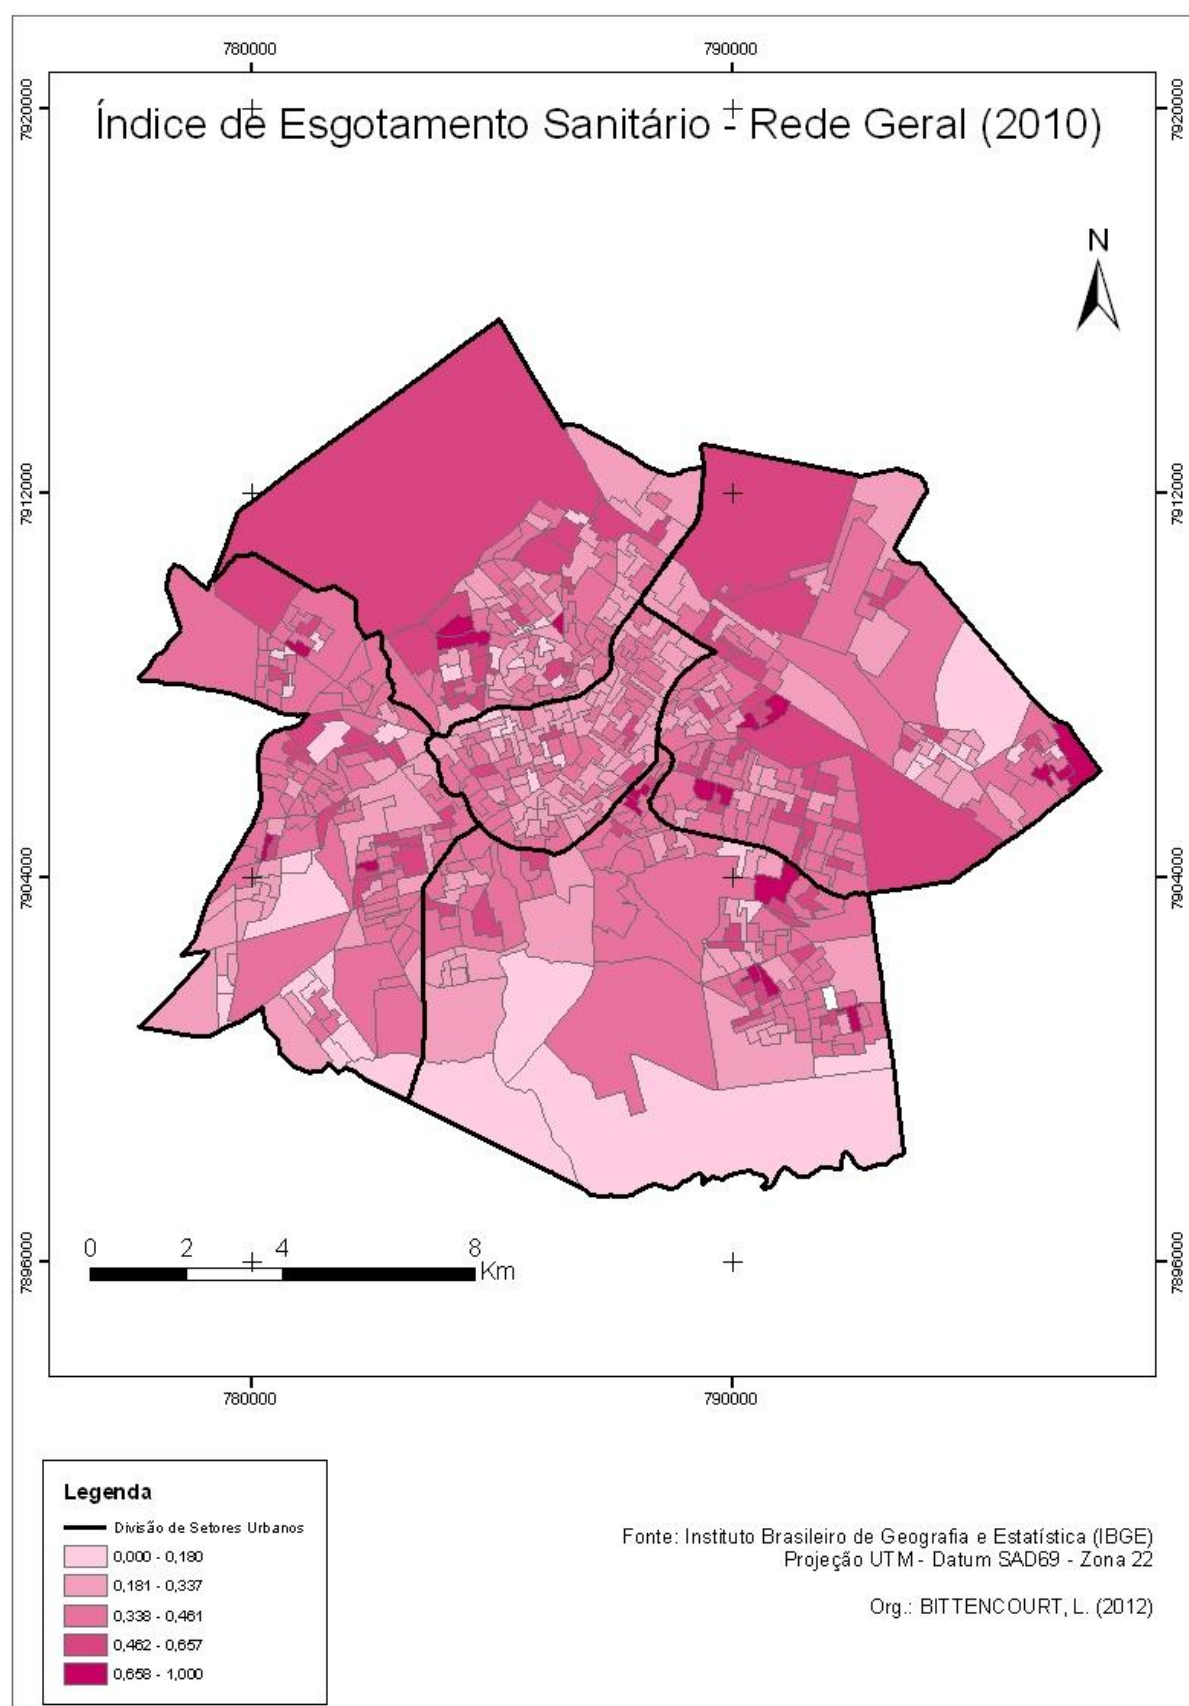 780000
790000
7920000
7920000
Índice de Esgotamento Sanitário - Rede Geral (2010)
N
7912000
7912000
7904000
7904000
0 2 4 8
Km
7896000
7896000
780000
790000
Legenda
Divisão de Setores Urbanos
0,000 - 0,180
0,181 - 0,337
0,338 - 0,461
0,462 - 0,657
0,658 - 1,000
Fonte: Instituto Brasileiro de Geografia e Estatística (IBGE)
Projeção UTM - Datum SAD69 - Zona 22
Org.: BITTENCOURT, L. (2012)